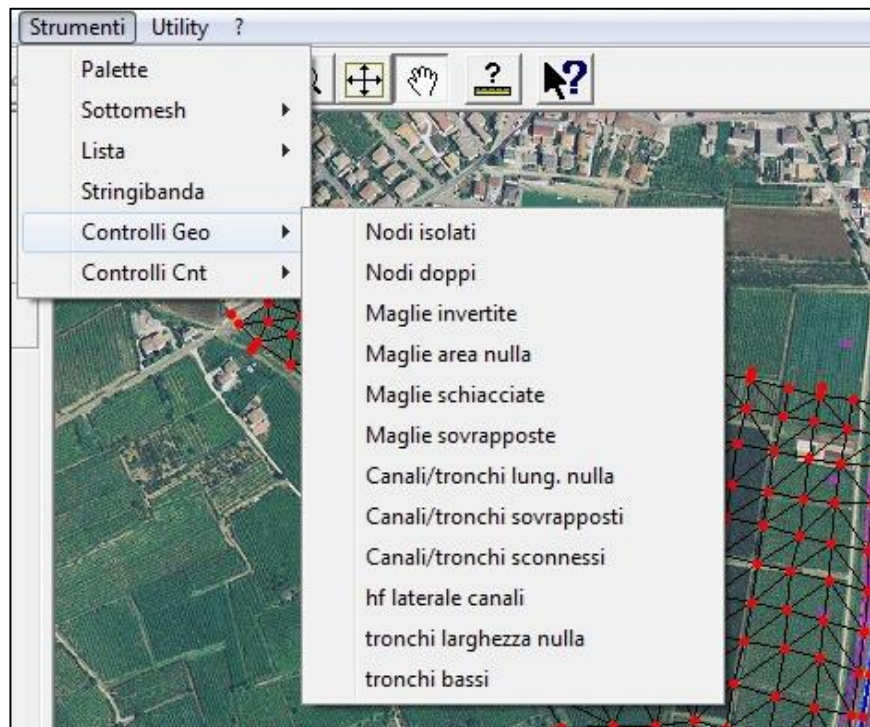 Strumenti Utility ?
Palette
Sottomesh
Lista
Stringibanda
Controlli Geo
Controlli Cnt
Nodi isolati
Nodi doppi
Maglie invertite
Maglie area nulla
Maglie schiacciate
Maglie sovrapposte
Canali/tronchi lung. nulla
Canali/tronchi sovrapposti
Canali/tronchi sconnessi
hf laterale canali
tronchi larghezza nulla
tronchi bassi